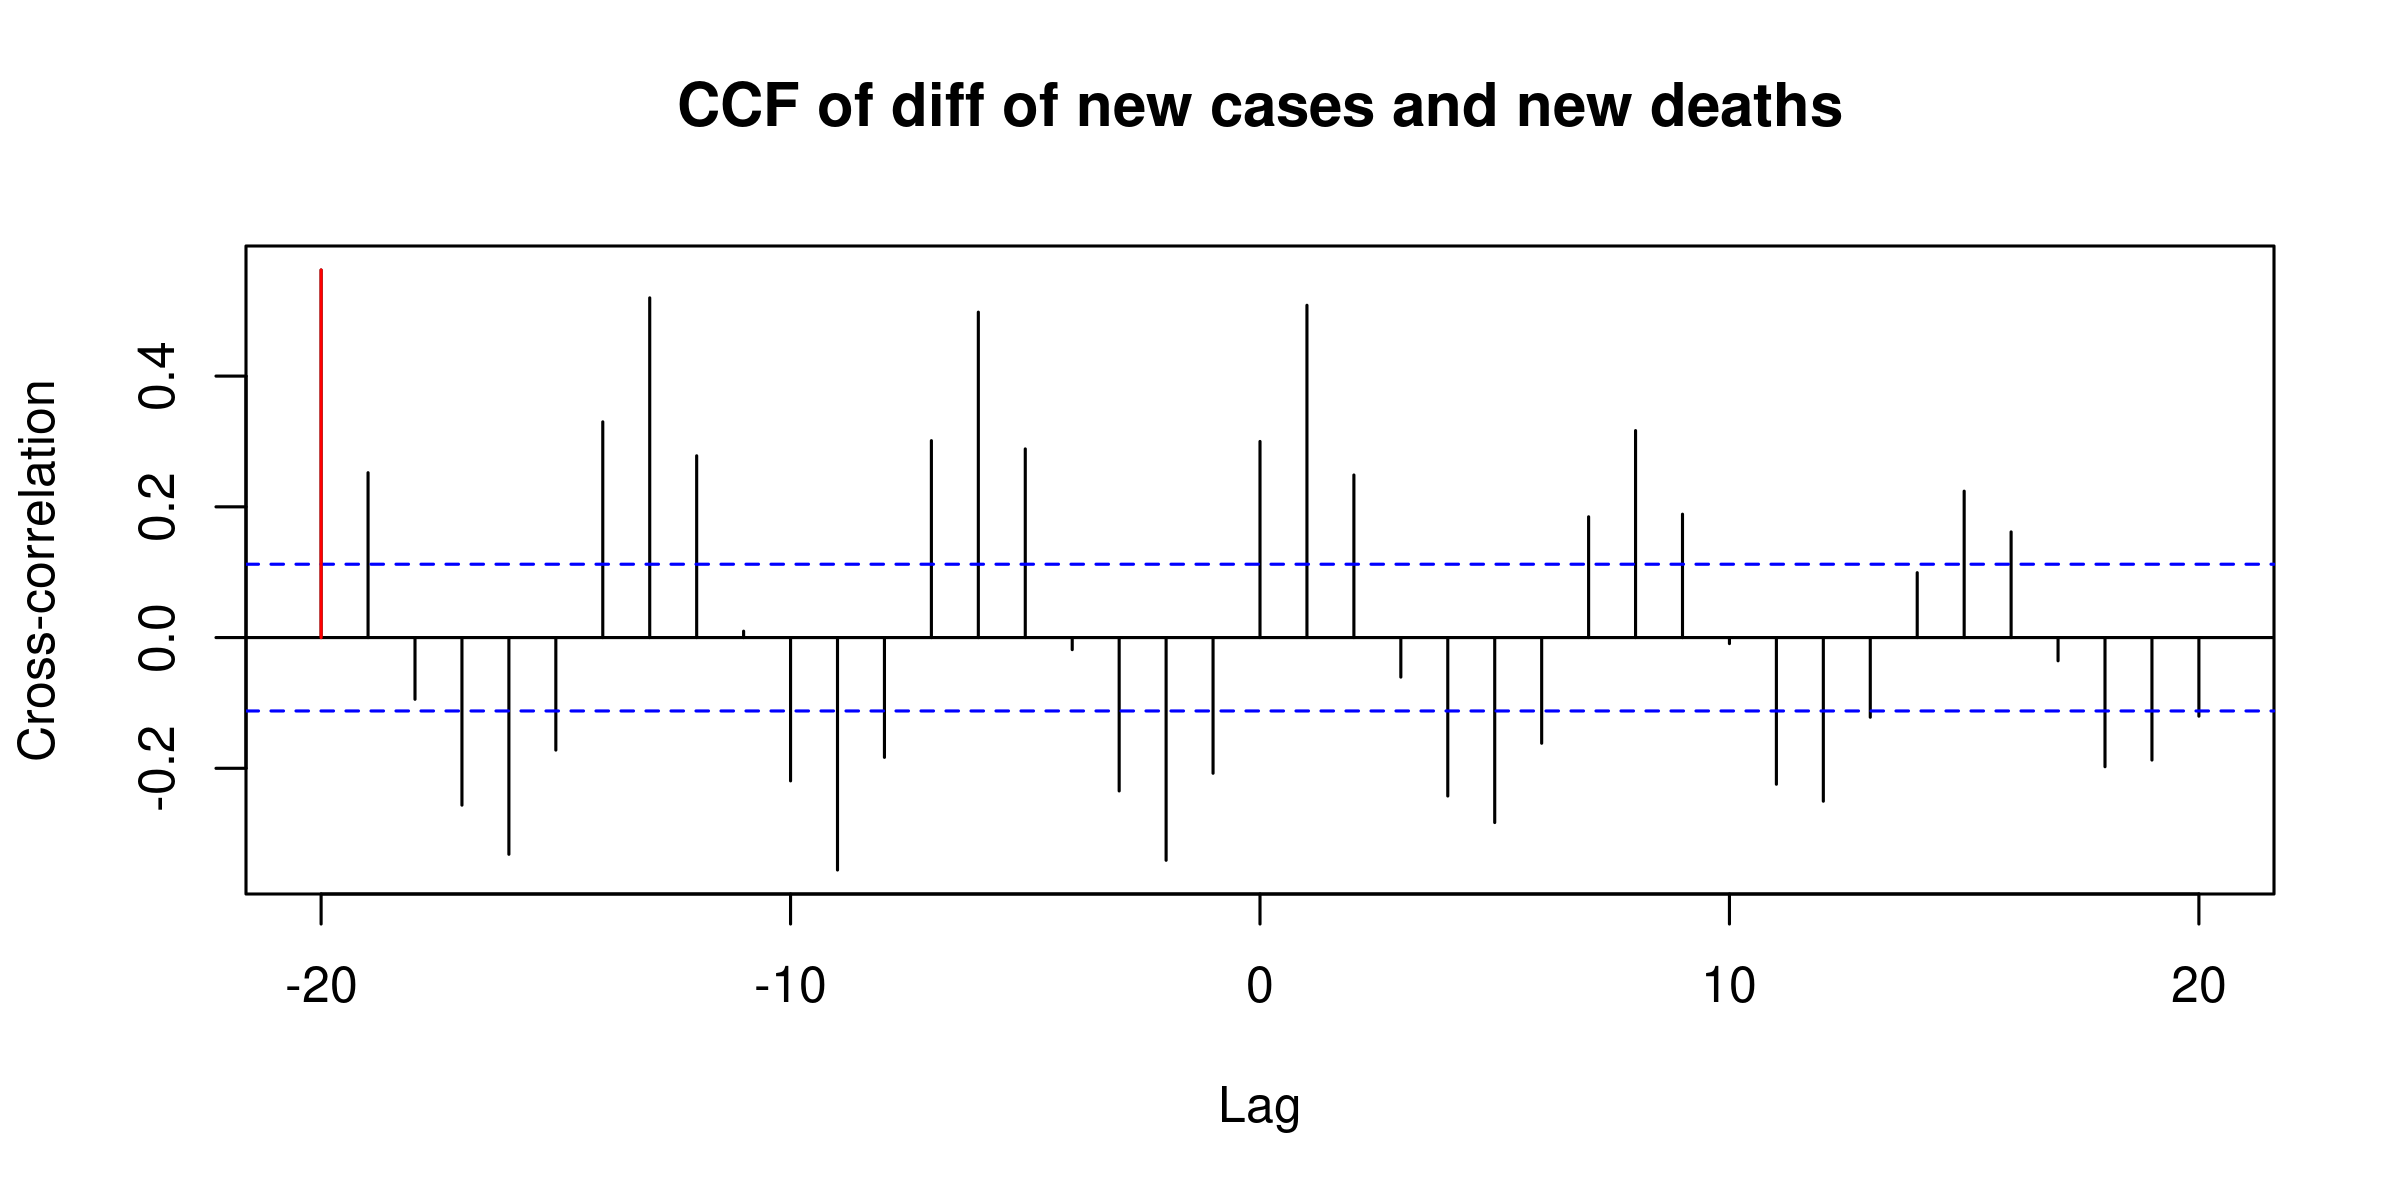 CCF of diff of new cases and new deaths
Cross-correlation
0.4
0.2
0.0
-0.2
-20 -10 0 10 20
Lag